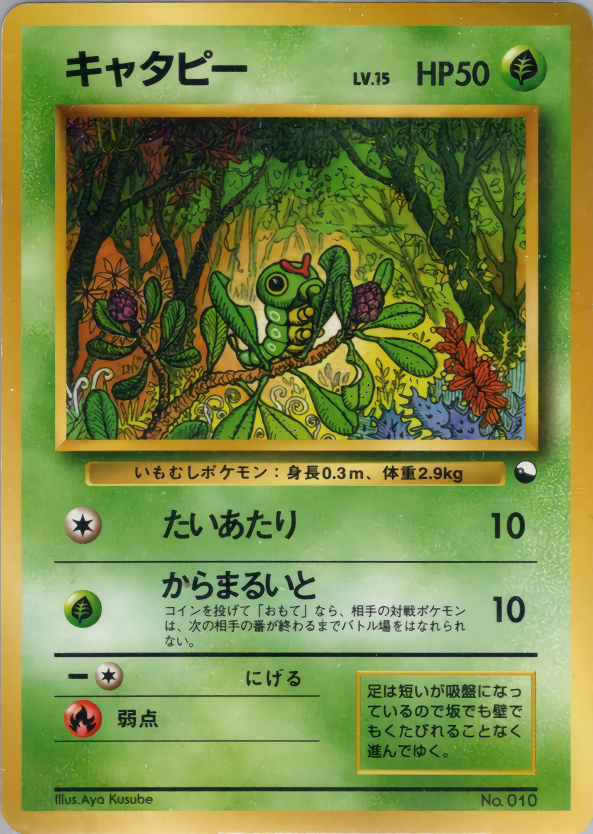 キャタピー LV.15 HP50
いもむしポケモン：身長0.3m、体重2.9kg
たいあたり 10
からまるいと 10
コインを投げて「おもて」なら、相手の対戦ポケモン
は、次の相手の番が終わるまでバトル場をはなれられ
ない。
にげる
弱点
足は短いが吸盤になっ
ているので坂でも壁で
もくたびれることなく
進んでゆく。
Illus.Aya Kusube No. 010